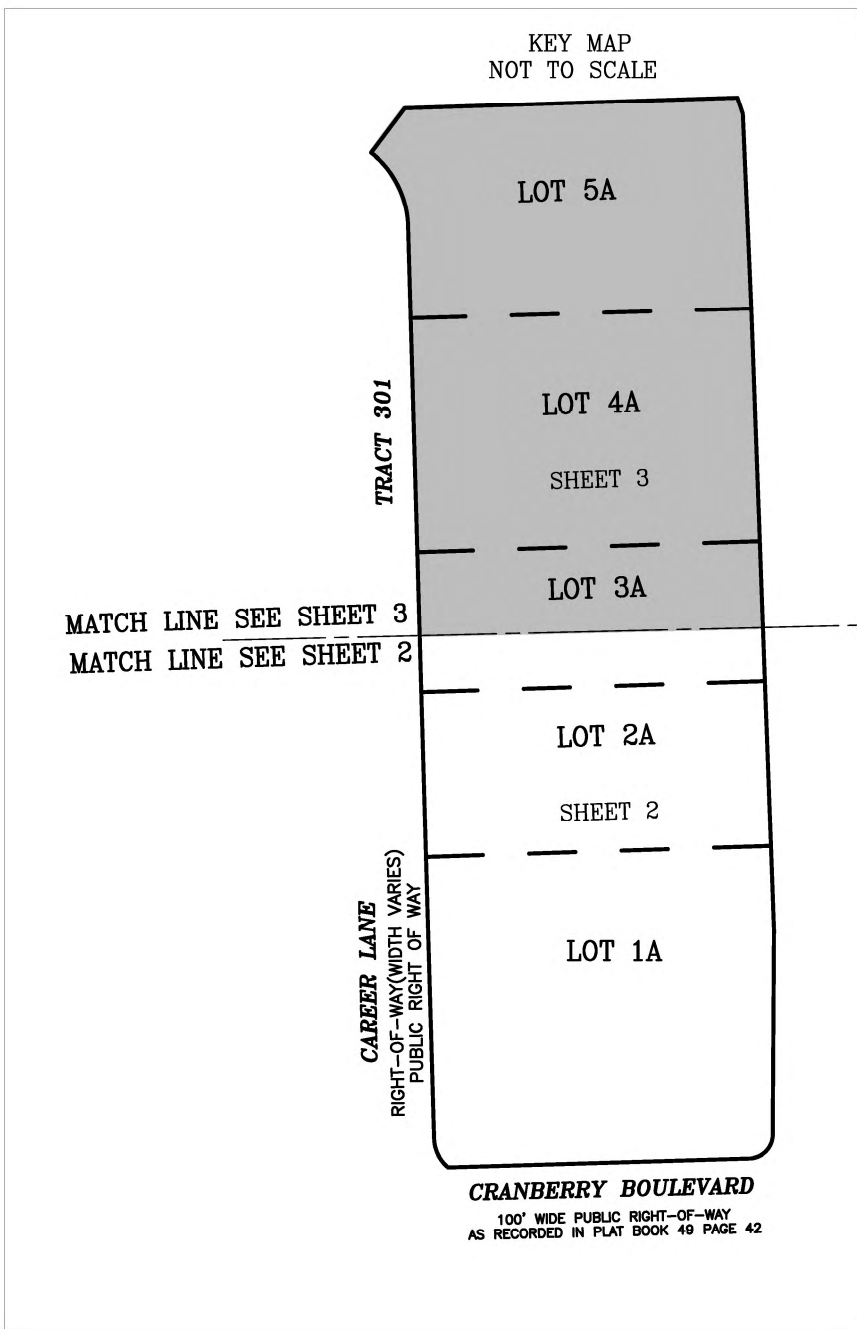 KEY MAP
NOT TO SCALE
LOT 5A
LOT 4A
TRACT 301
SHEET 3
LOT 3A
MATCH LINE SEE SHEET 3
MATCH LINE SEE SHEET 2
LOT 2A
SHEET 2
LOT 1A
CAREER LANE
RIGHT-OF-WAY(WIDTH VARIES)
PUBLIC RIGHT OF WAY
CRANBERRY BOULEVARD
100' WIDE PUBLIC RIGHT-OF-WAY
AS RECORDED IN PLAT BOOK 49 PAGE 42